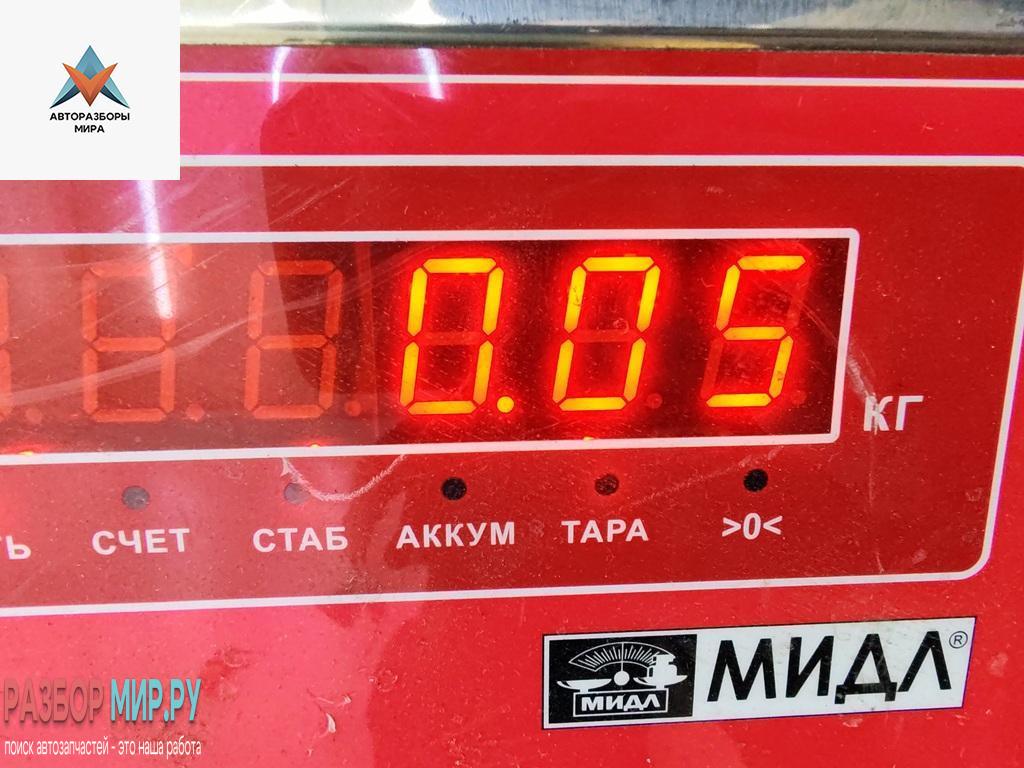 АВТОРАЗБОРЫ
МИРА
0.05
КГ
СЧЕТ СТАБ АККУМ ТАРА >0<
МИДЛ МИДЛ®
РАЗБОР МИР.РУ
поиск автозапчастей - это наша работа